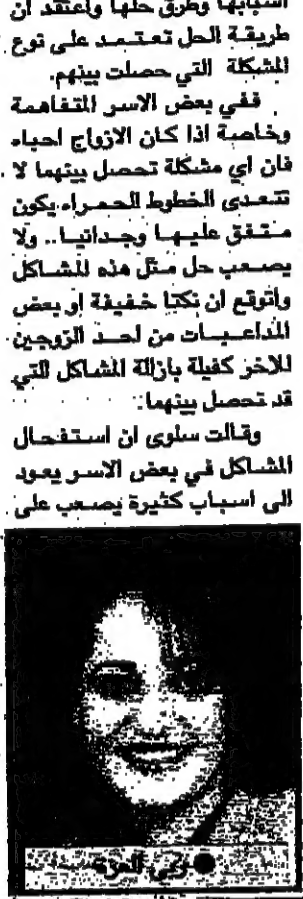 اسبابها وطرق حلها واعتقد ان
طريقة الحل تعتمد على نوع
المشكلة التي حصلت بينهم.
ففي بعض الاسر المتفاهمة
وخاصة اذا كان الازواج احباء
فان اي مشكلة تحصل بينهما لا
تتعدى الخطوط الحمراء يكون
متفق عليها وجدانيا.. ولا
يصعب حل مثل هذه المشاكل
واتوقع ان نكتا خفيفة او بعض
المداعبات من احد الزوجين
للاخر كفيلة بازالة المشاكل التي
قد تحصل بينهما.
وقالت سلوى ان استفحال
المشاكل في بعض الاسر يعود
الى اسباب كثيرة يصعب على